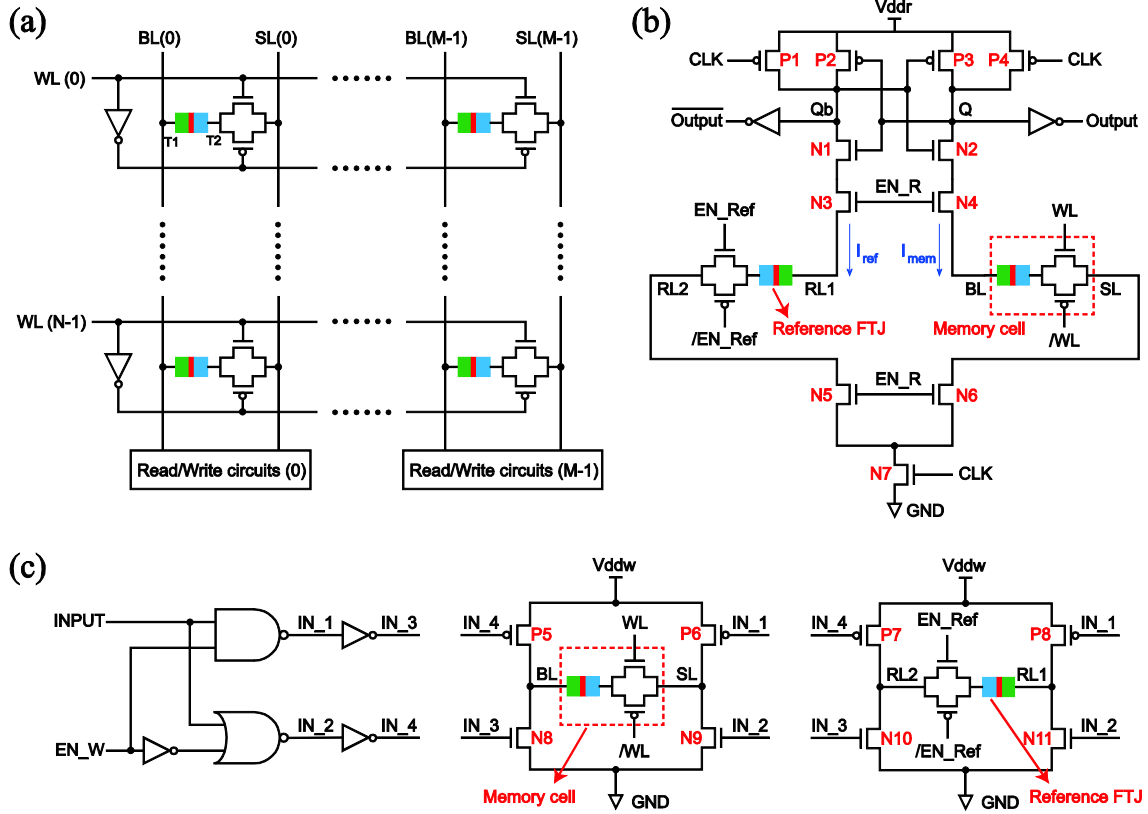 (a)
BL(0) SL(0) BL(M-1) SL(M-1)
WL (0)
T1 T2
WL (N-1)
Read/Write circuits (0) Read/Write circuits (M-1)
(b)
Vddr
CLK P1 P2 P3 P4 CLK
Qb Q
Output Output
N1 N2
EN_R
N3 N4
EN_Ref WL
Iref Imem
RL2 RL1 BL SL
Reference FTJ Memory cell
/EN_Ref /WL
EN_R
N5 N6
N7 CLK
GND
(c)
INPUT IN_1 IN_3
EN_W IN_2 IN_4
Vddw
IN_4 P5 WL P6 IN_1
BL SL
IN_3 N8 /WL N9 IN_2
Memory cell GND
Vddw
IN_4 P7 EN_Ref P8 IN_1
RL2 RL1
IN_3 N10 /EN_Ref N11 IN_2
GND Reference FTJ